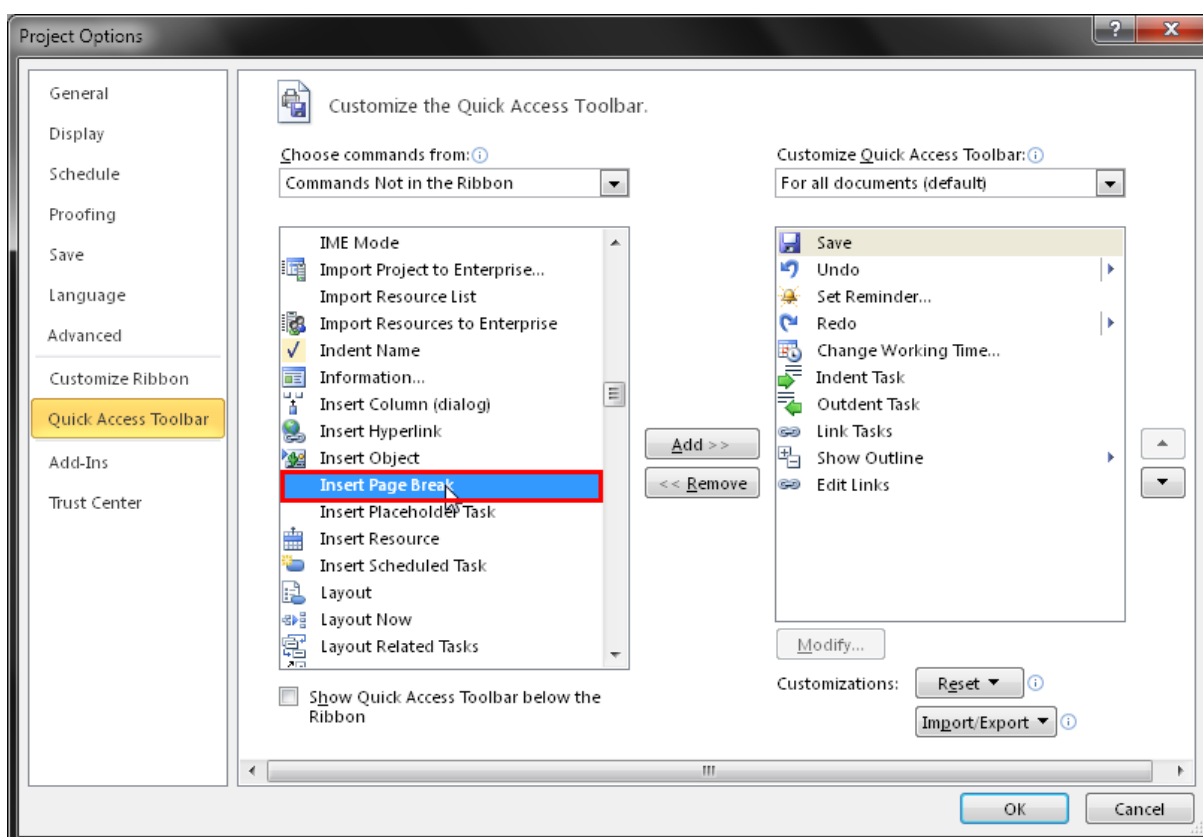 Project Options
?
X
General
Display
Schedule
Proofing
Save
Language
Advanced
Customize Ribbon
Quick Access Toolbar
Add-Ins
Trust Center
Customize the Quick Access Toolbar.
Choose commands from:
Commands Not in the Ribbon
IME Mode
Import Project to Enterprise...
Import Resource List
Import Resources to Enterprise
Indent Name
Information...
Insert Column (dialog)
Insert Hyperlink
Insert Object
Insert Page Break
Insert Placeholder Task
Insert Resource
Insert Scheduled Task
Layout
Layout Now
Layout Related Tasks
Show Quick Access Toolbar below the
Ribbon
Add >>
<< Remove
Customize Quick Access Toolbar:
For all documents (default)
Save
Undo
Set Reminder...
Redo
Change Working Time...
Indent Task
Outdent Task
Link Tasks
Show Outline
Edit Links
Modify...
Customizations:
Reset
Import/Export
OK
Cancel